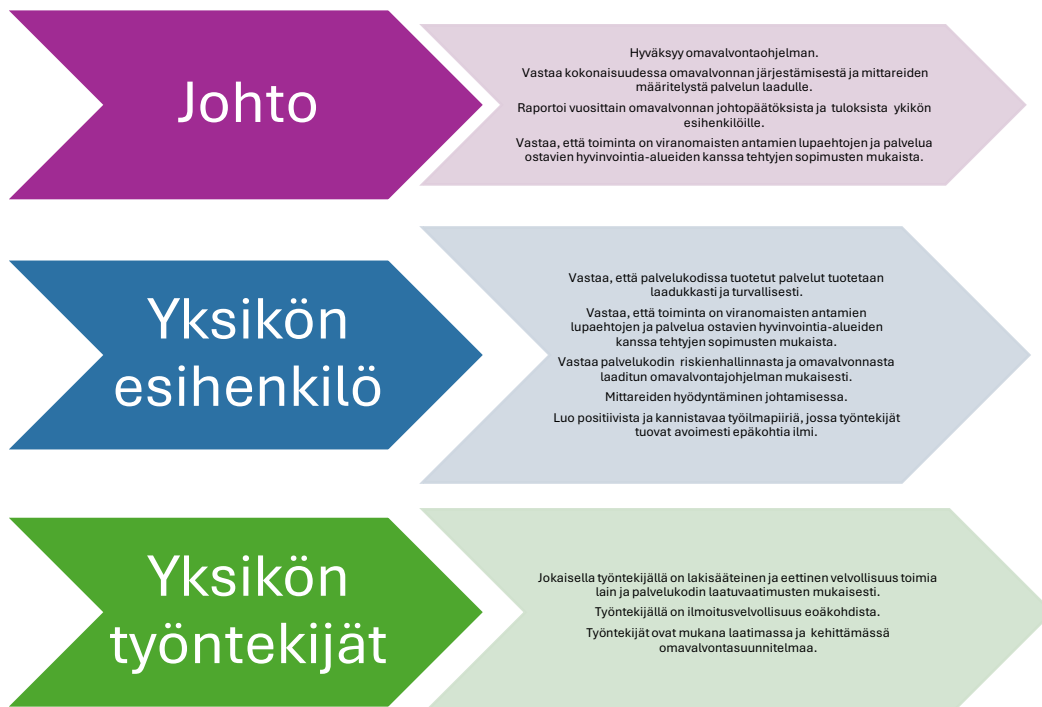 Johto
Hyväksyy omavalvontaohjelman.
Vastaa kokonaisuudessa omavalvonnan järjestämisestä ja mittareiden
määritelystä palvelun laadulle.
Raportoi vuosittain omavalvonnan johtopäätöksista ja tuloksista ykikön
esihenkilöille.
Vastaa, että toiminta on viranomaisten antamien lupaehtojen ja palvelua
ostavien hyvinvointia-alueiden kanssa tehtyjen sopimusten mukaista.
Yksikön
esihenkilö
Vastaa, että palvelukodissa tuotetut palvelut tuotetaan
laadukkasti ja turvallisesti.
Vastaa, että toiminta on viranomaisten antamien
lupaehtojen ja palvelua ostavien hyvinvointia-alueiden
kanssa tehtyjen sopimusten mukaista.
Vastaa palvelukodin riskienhallinnasta ja omavalvonnasta
laaditun omavalvontajohjelman mukaisesti.
Mittareiden hyödyntäminen johtamisessa.
Luo positiivista ja kannistavaa työilmapiiriä, jossa työntekijät
tuovat avoimesti epäkohtia ilmi.
Yksikön
työntekijät
Jokaisella työntekijällä on lakisääteinen ja eettinen velvollisuus toimia
lain ja palvelukodin laatuvaatimusten mukaisesti.
Työntekijällä on ilmoitusvelvollisuus eoäkohdista.
Työntekijät ovat mukana laatimassa ja kehittämässä
omavalvontasuunnitelmaa.